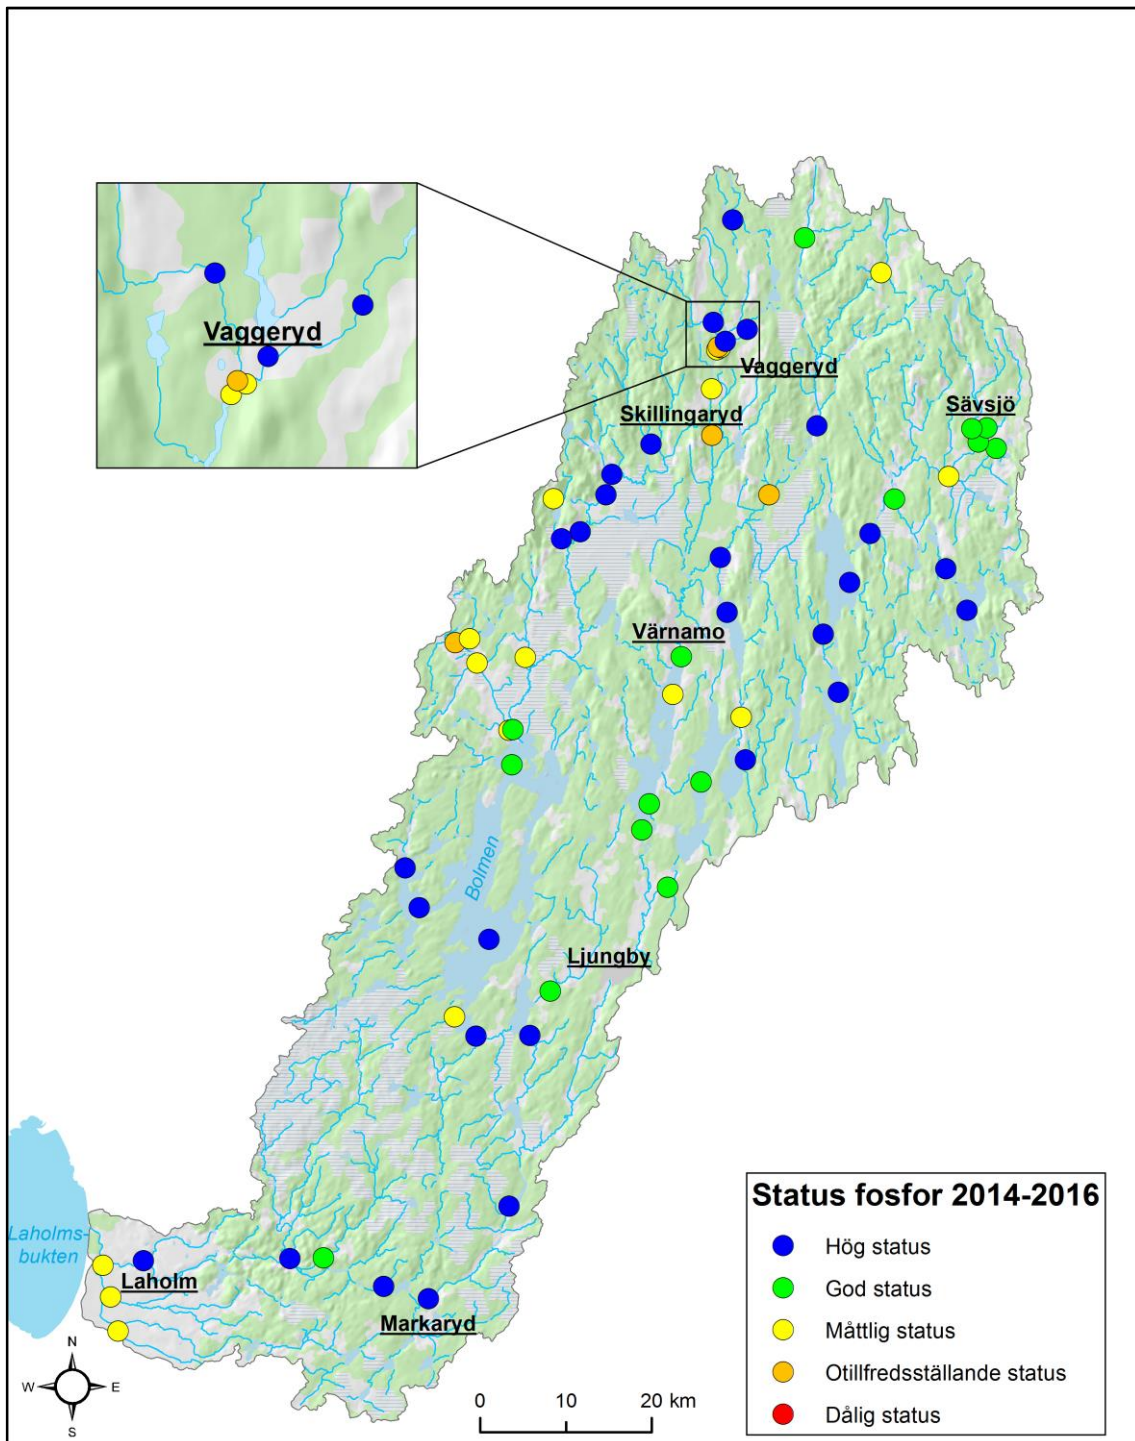 Vaggeryd
Vaggeryd
Skillingaryd
Sävsjö
Värnamo
Bolmen
Ljungby
Laholms-
bukten
Laholm
Markaryd
N
W
E
S
0
10
20 km
Status fosfor 2014-2016
Hög status
God status
Måttlig status
Otillfredsställande status
Dålig status